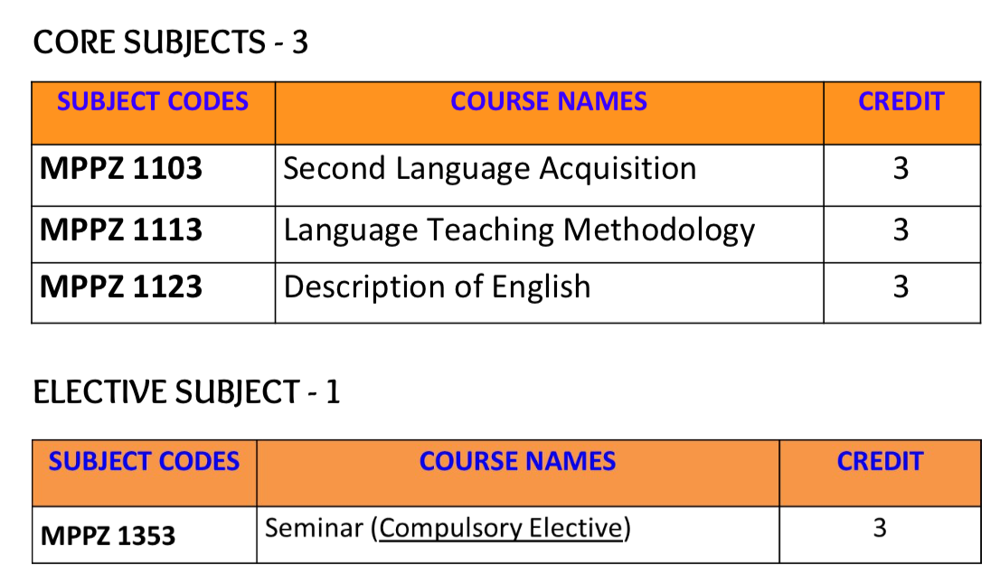 CORE SUBJECTS - 3
SUBJECT CODES COURSE NAMES CREDIT
MPPZ 1103 Second Language Acquisition 3
MPPZ 1113 Language Teaching Methodology 3
MPPZ 1123 Description of English 3
ELECTIVE SUBJECT - 1
SUBJECT CODES COURSE NAMES CREDIT
MPPZ 1353 Seminar (Compulsory Elective) 3